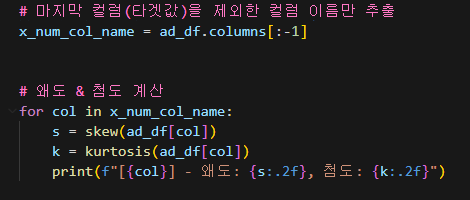 # 마지막 컬럼(타겟값)을 제외한 컬럼 이름만 추출
x_num_col_name = ad_df.columns[:-1]
# 왜도 & 첨도 계산
for col in x_num_col_name:
    s = skew(ad_df[col])
    k = kurtosis(ad_df[col])
    print(f"[{col}] - 왜도: {s:.2f}, 첨도: {k:.2f}")